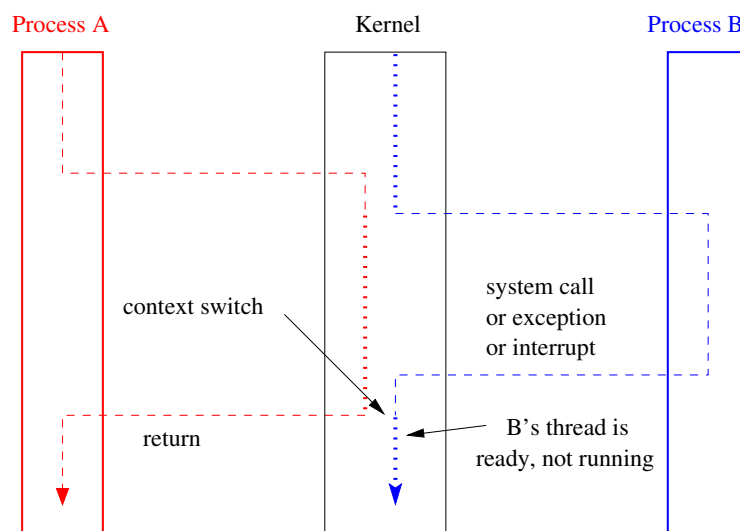 Process A
Kernel
Process B
system call
or exception
or interrupt
context switch
return
B's thread is
ready, not running